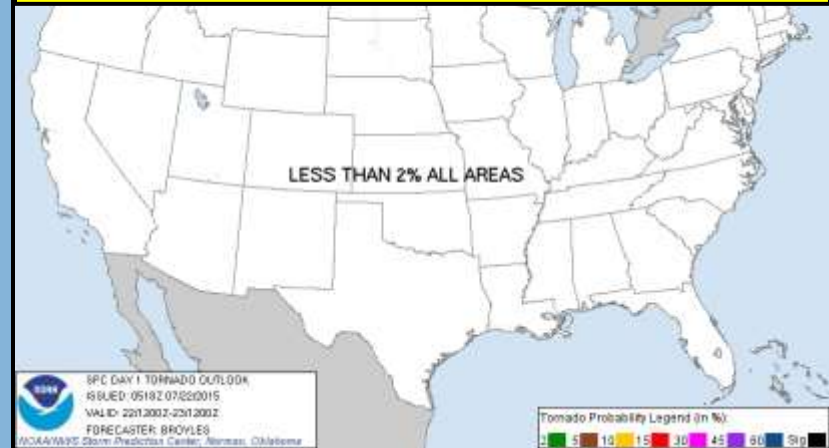 LESS THAN 2% ALL AREAS
NOAA
SPC DAY 1 TORNADO OUTLOOK
ISSUED: 0518Z 07/22/2015
VALID: 221200Z-231200Z
FORECASTER: BROYLES
NOAA/NWS Storm Prediction Center, Norman, Oklahoma
Tornado Probability Legend (in %):
2 5 10 15 30 45 60 Sig